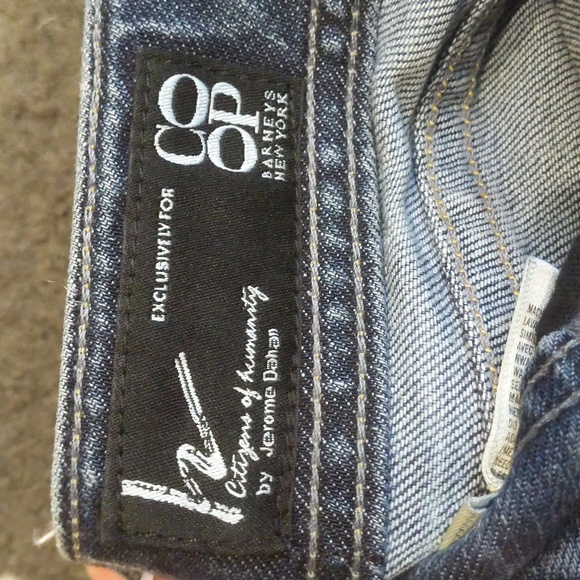 Citizens of humanity
by Jerome Dahan
EXCLUSIVELY FOR
CO
OP
BARNEYS
NEW YORK